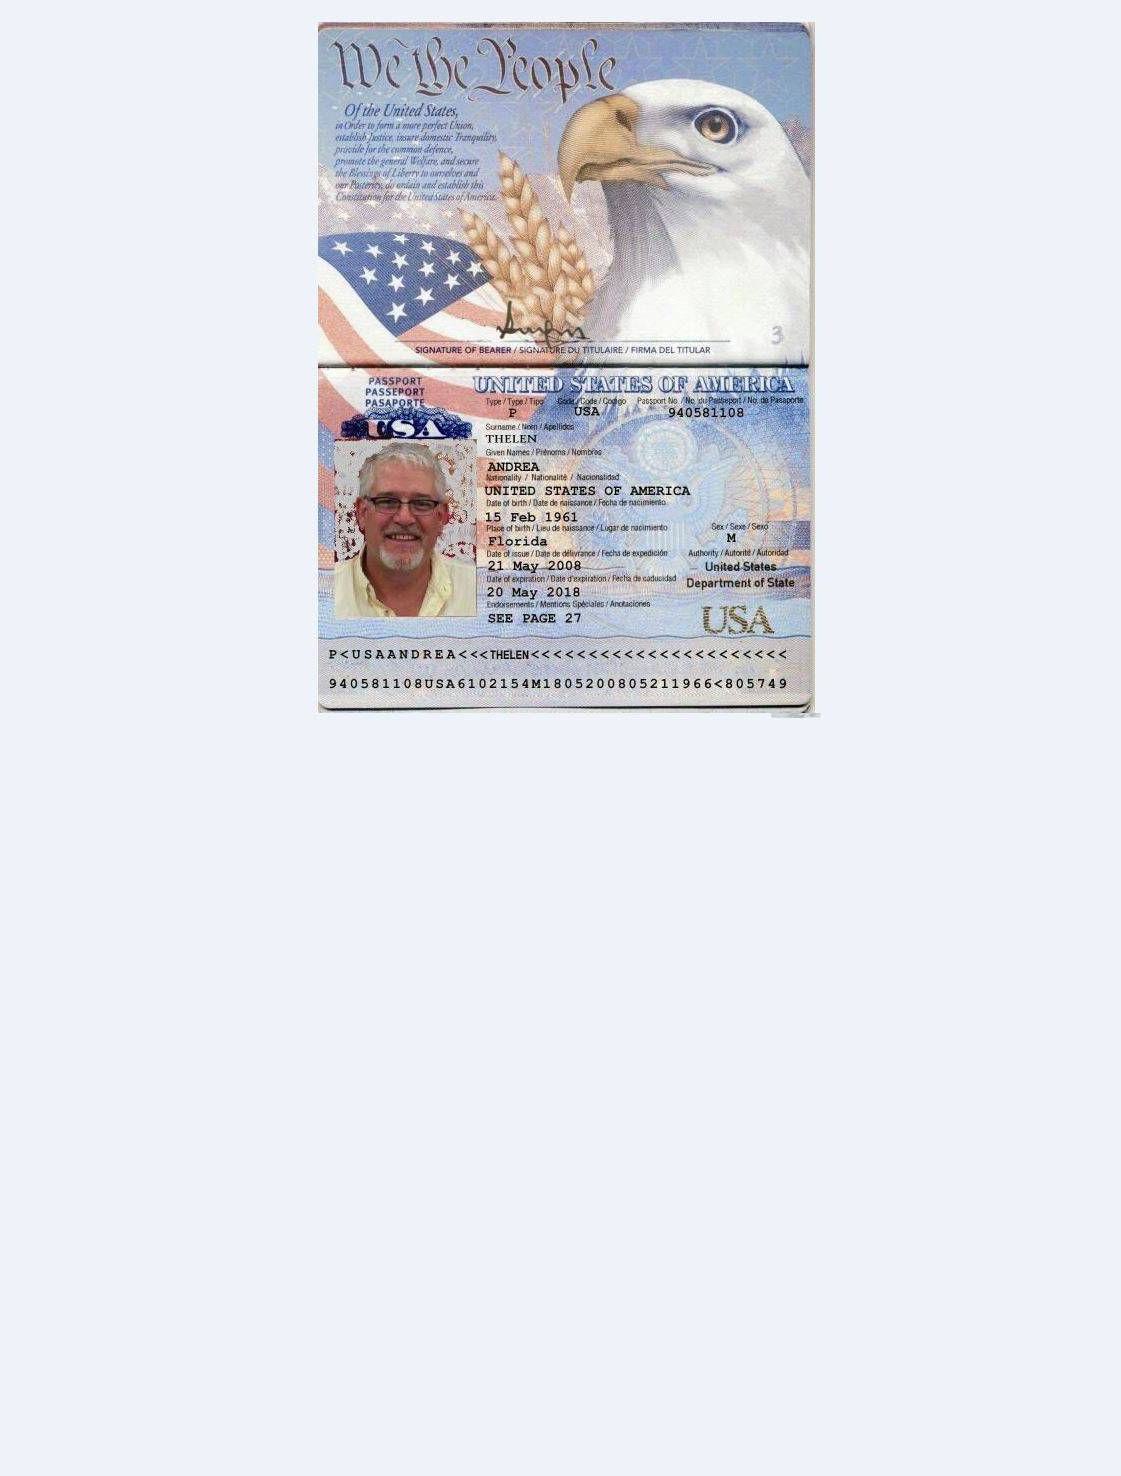 We the People
Of the United States,
in Order to form a more perfect Union,
establish Justice, insure domestic Tranquility,
provide for the common defence,
promote the general Welfare, and secure
the Blessings of Liberty to ourselves and
our Posterity, do ordain and establish this
Constitution for the United States of America.
3
SIGNATURE OF BEARER / SIGNATURE DU TITULAIRE / FIRMA DEL TITULAR
PASSPORT
PASSEPORT
PASAPORTE
USA
UNITED STATES OF AMERICA
Type / Type / Tipo Code / Code / Codigo Passport No. / No. du Passeport / No. de Pasaporte
P USA 940581108
Surname / Nom / Apellidos
THELEN
Given Names / Prénoms / Nombres
ANDREA
Nationality / Nationalité / Nacionalidad
UNITED STATES OF AMERICA
Date of birth / Date de naissance / Fecha de nacimiento
15 Feb 1961
Place of birth / Lieu de naissance / Lugar de nacimiento Sex / Sexe / Sexo
Florida M
Date of issue / Date de délivrance / Fecha de expedición Authority / Autorité / Autoridad
21 May 2008 United States
Date of expiration / Date d'expiration / Fecha de caducidad Department of State
20 May 2018
Endorsements / Mentions Spéciales / Anotaciones
SEE PAGE 27
USA
P<USAANDREA<<<THELEN<<<<<<<<<<<<<<<<<<<<<<
940581108USA6102154M1805200805211966<805749